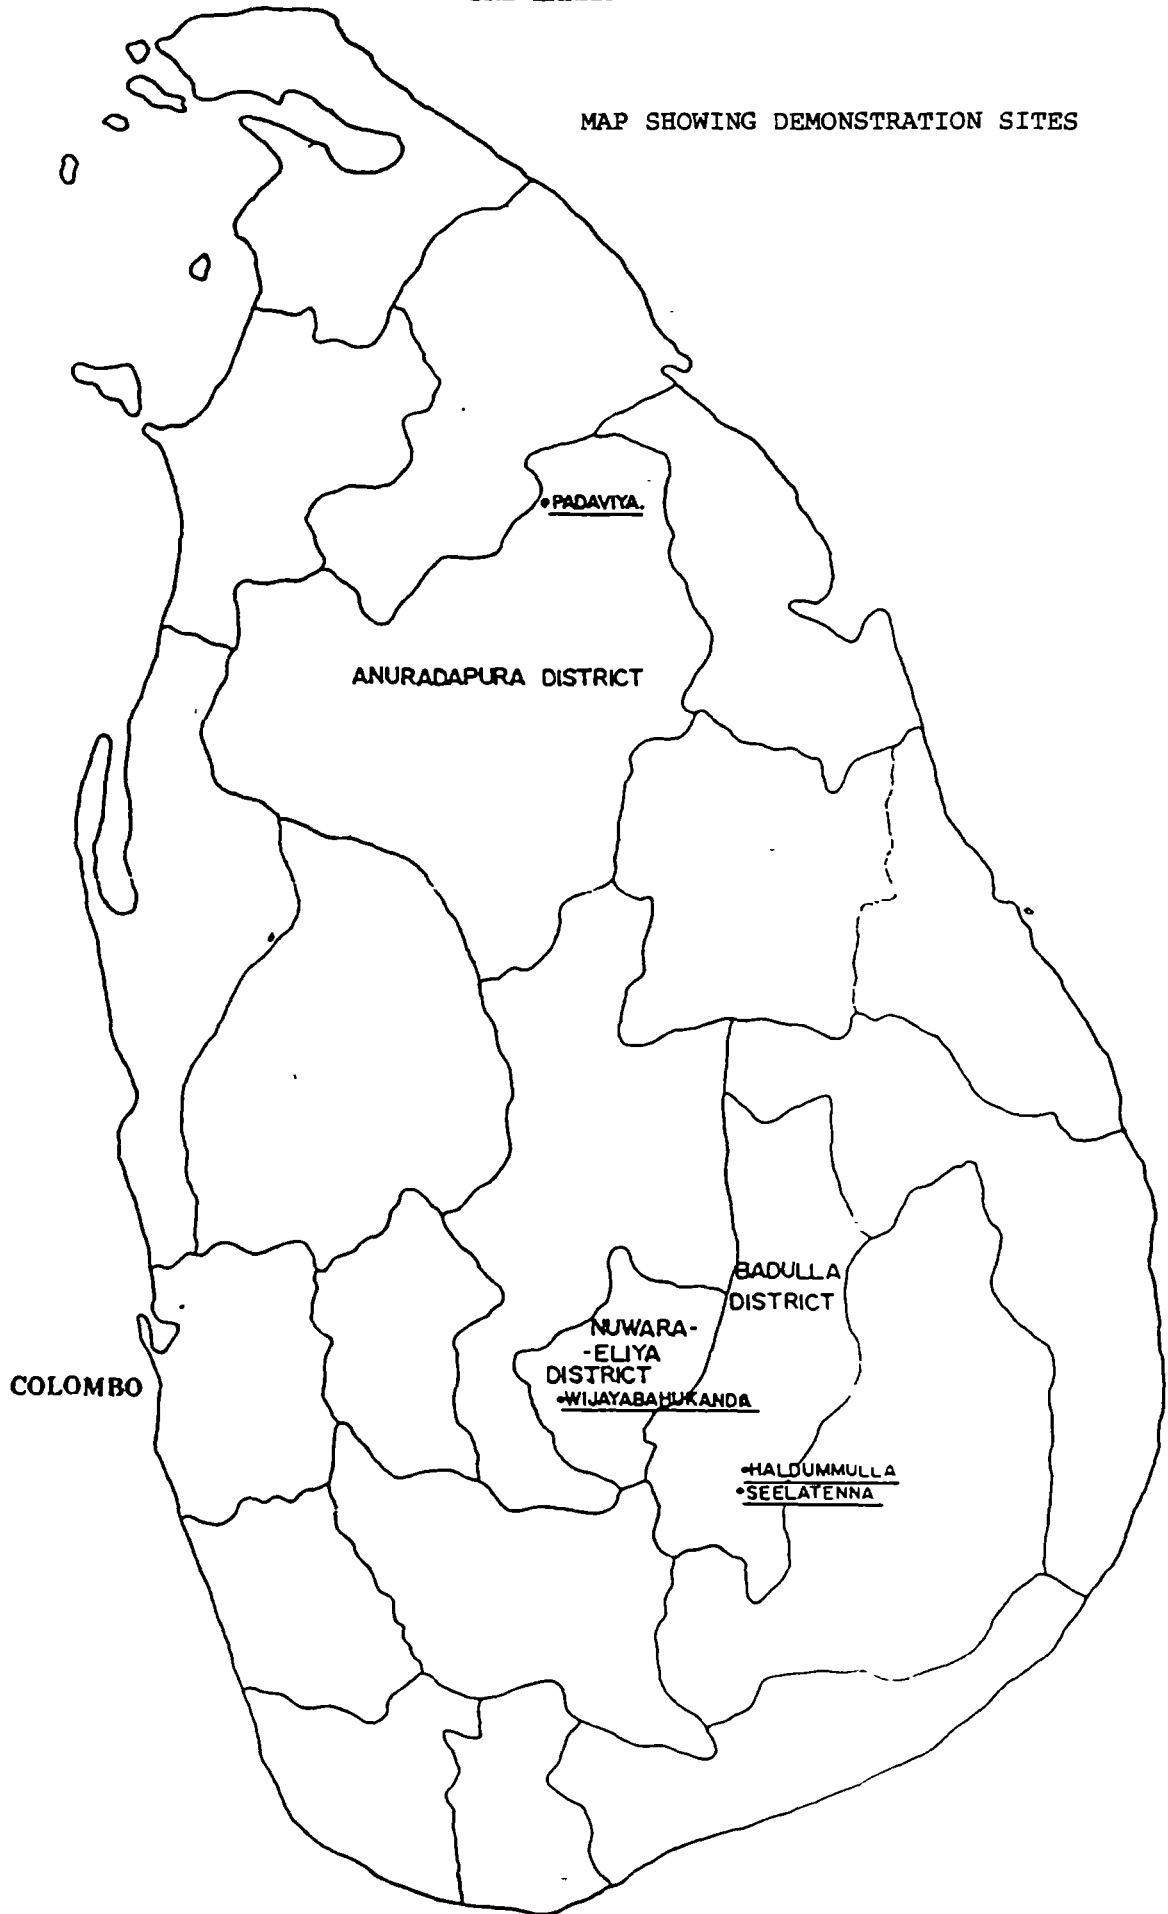 MAP SHOWING DEMONSTRATION SITES
•PADAVIYA.
ANURADAPURA DISTRICT
BADULLA
DISTRICT
NUWARA-
-ELIYA
DISTRICT
•WIJAYABAHUKANDA
COLOMBO
•HALDUMMULLA
•SEELATENNA